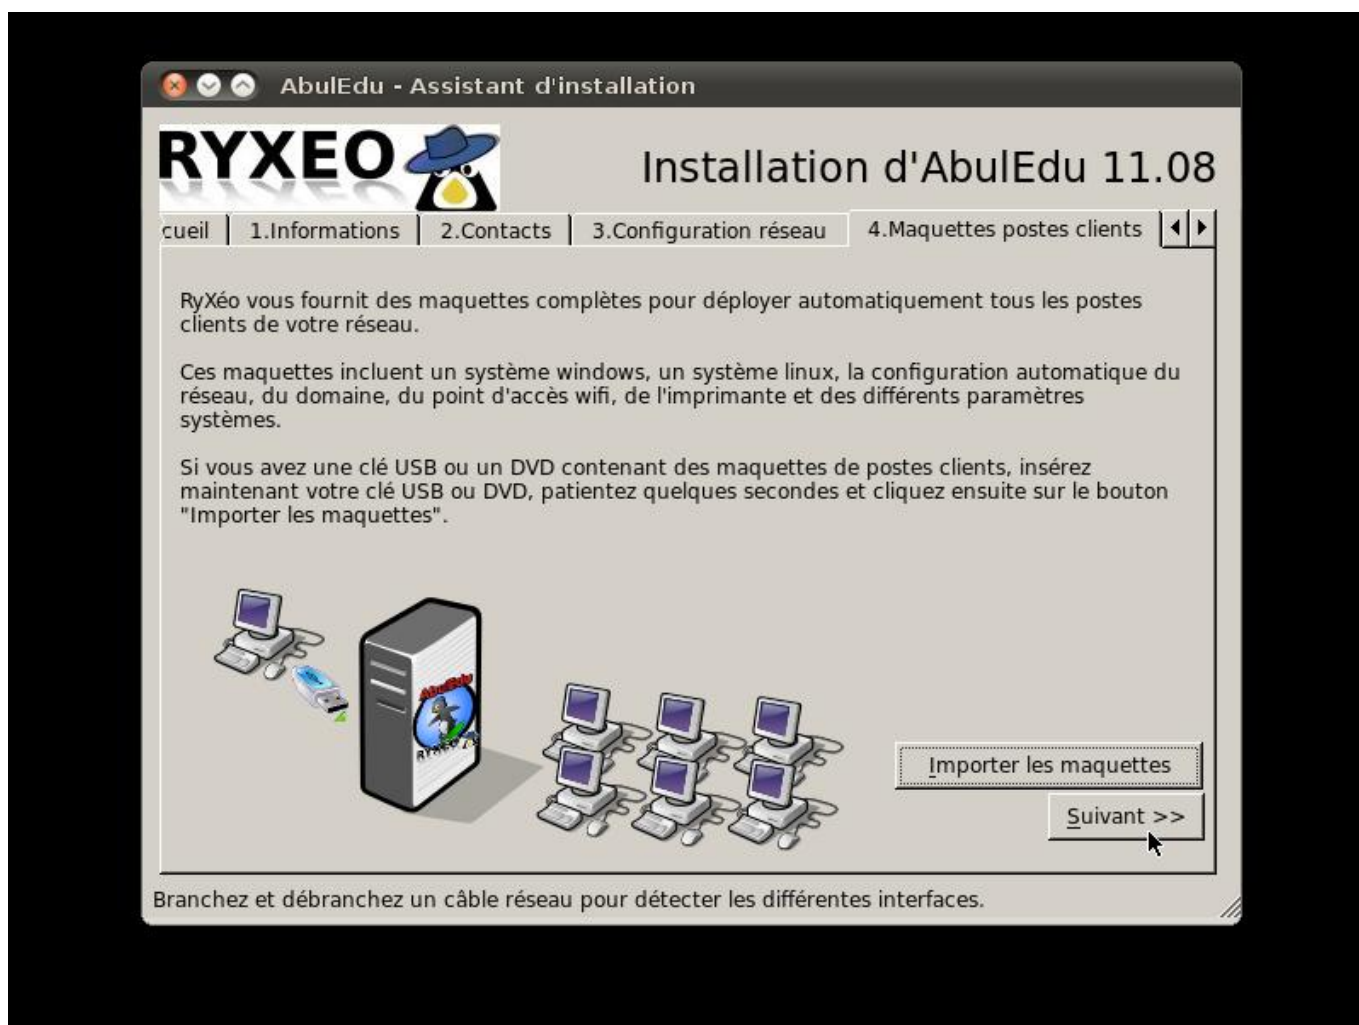 AbulEdu - Assistant d'installation
RYXEO
Installation d'AbulEdu 11.08
cueil
1.Informations
2.Contacts
3.Configuration réseau
4.Maquettes postes clients
RyXéo vous fournit des maquettes complètes pour déployer automatiquement tous les postes
clients de votre réseau.
Ces maquettes incluent un système windows, un système linux, la configuration automatique du
réseau, du domaine, du point d'accès wifi, de l'imprimante et des différents paramètres
systèmes.
Si vous avez une clé USB ou un DVD contenant des maquettes de postes clients, insérez
maintenant votre clé USB ou DVD, patientez quelques secondes et cliquez ensuite sur le bouton
"Importer les maquettes".
AbulEdu
RYXEO
Importer les maquettes
Suivant >>
Branchez et débranchez un câble réseau pour détecter les différentes interfaces.